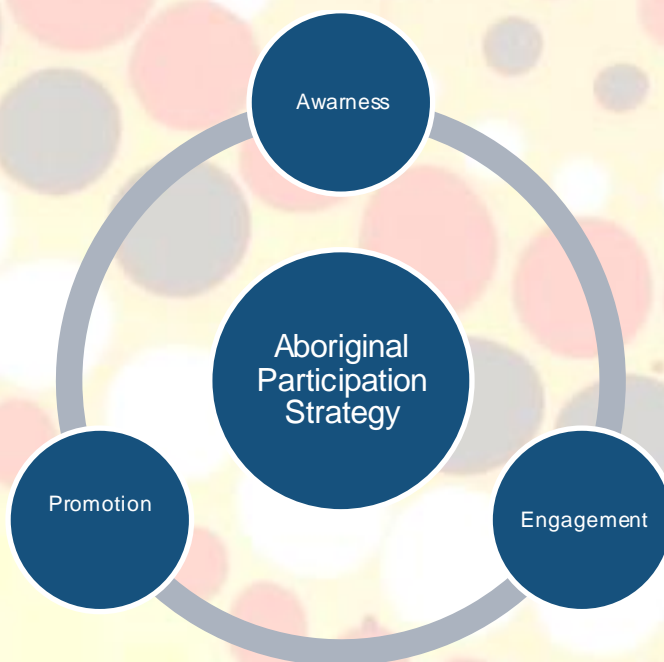 Awarness
Aboriginal
Participation
Strategy
Promotion
Engagement